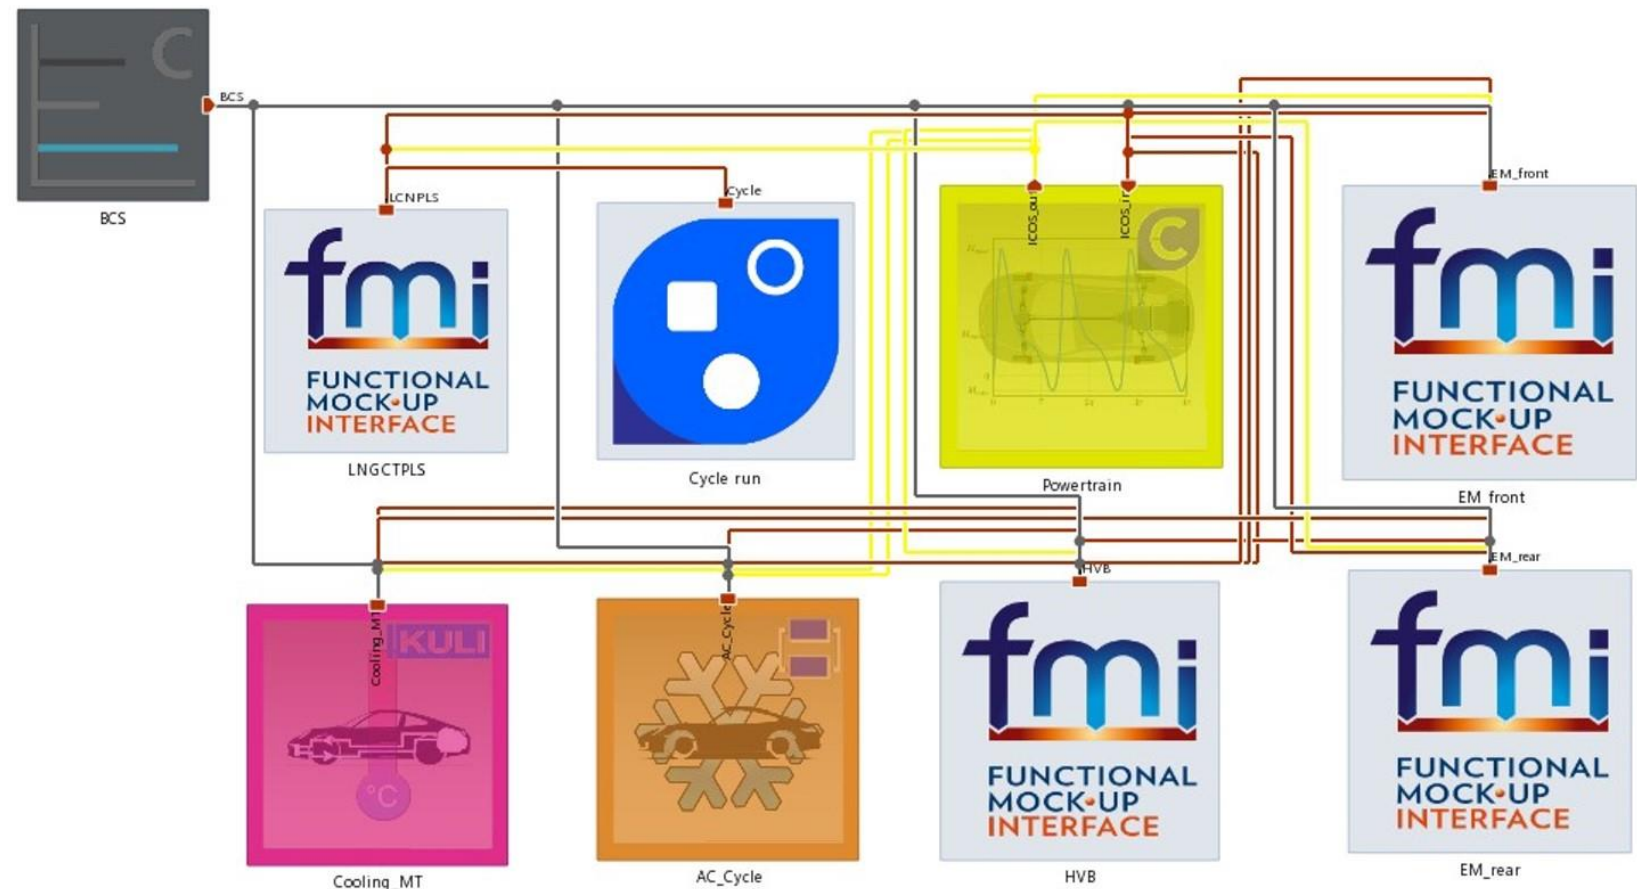 BCS
BCS
LCNPLS
fmi
FUNCTIONAL
MOCK-UP
INTERFACE
LNGCTPLS
Cycle
Cycle run
ICOS_out
ICOS_in
C
Powertrain
EM_front
fmi
FUNCTIONAL
MOCK-UP
INTERFACE
EM front
Cooling_MT
KULI
°C
Cooling_MT
AC_Cycle
AC_Cycle
HVB
fmi
FUNCTIONAL
MOCK-UP
INTERFACE
HVB
EM_rear
fmi
FUNCTIONAL
MOCK-UP
INTERFACE
EM_rear